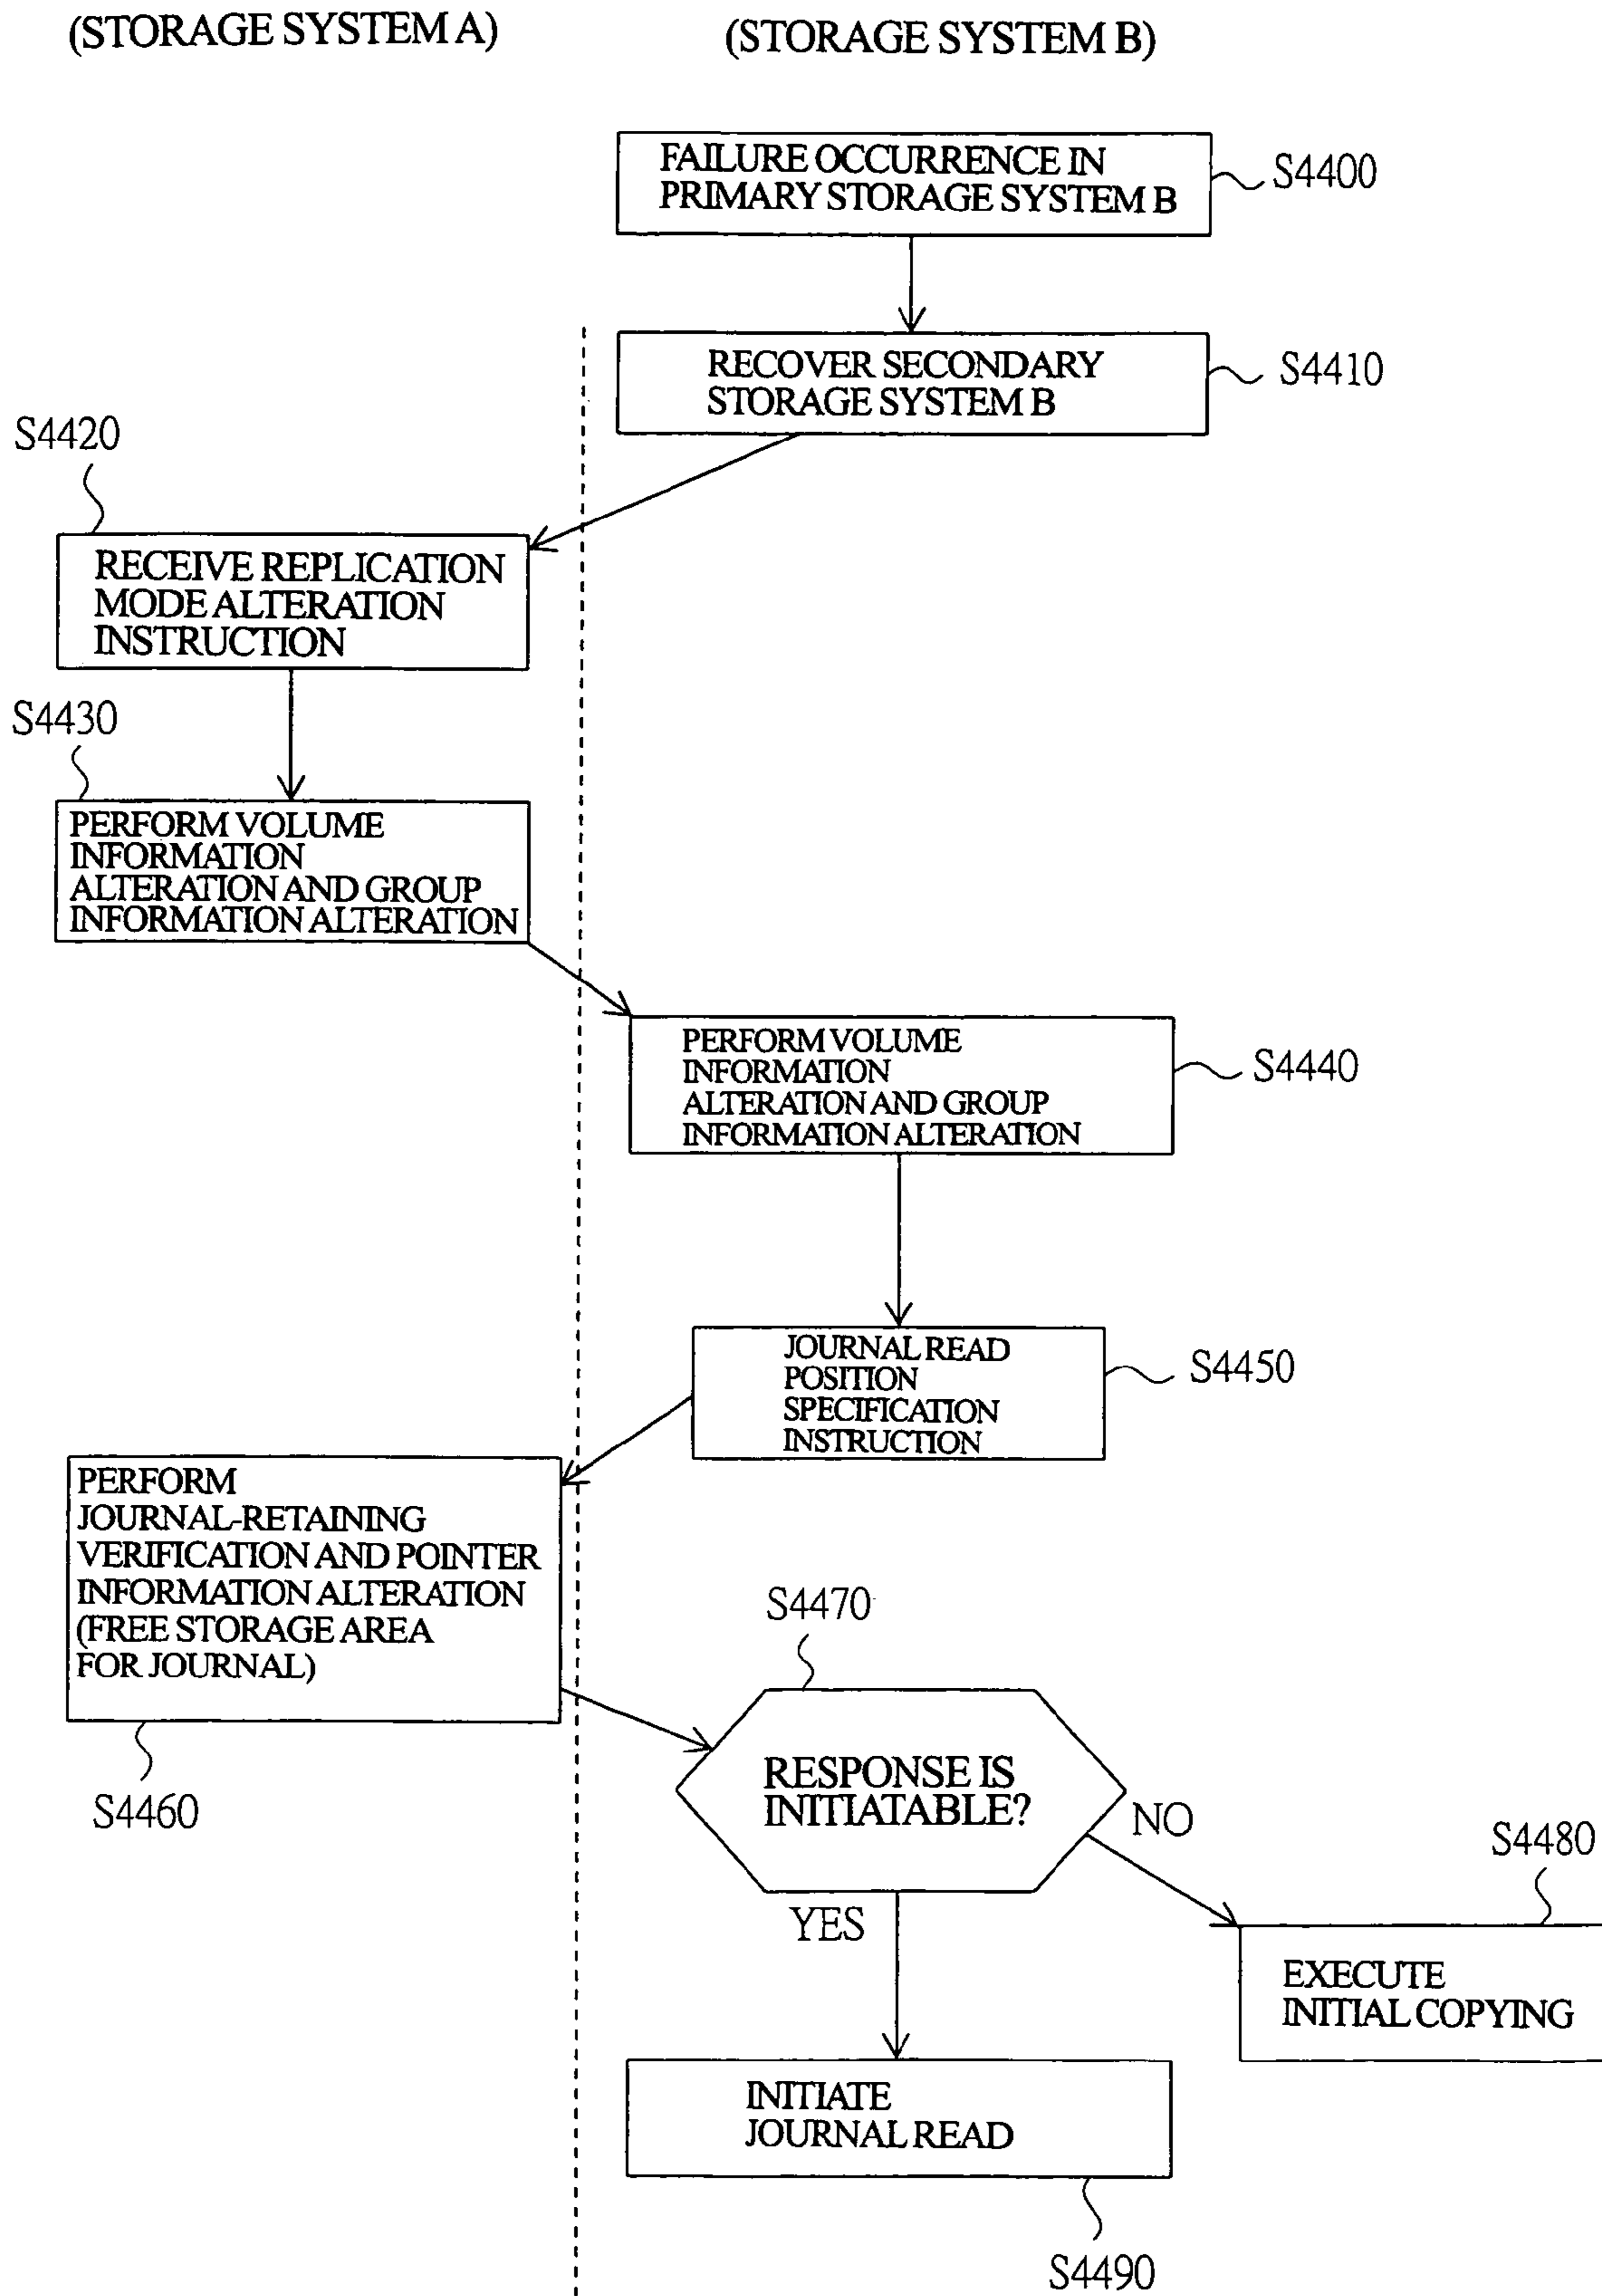 (STORAGE SYSTEM A)
(STORAGE SYSTEM B)
FAILURE OCCURRENCE IN
PRIMARY STORAGE SYSTEM B
S4400
RECOVER SECONDARY
STORAGE SYSTEM B
S4410
S4420
RECEIVE REPLICATION
MODE ALTERATION
INSTRUCTION
S4430
PERFORM VOLUME
INFORMATION
ALTERATION AND GROUP
INFORMATION ALTERATION
PERFORM VOLUME
INFORMATION
ALTERATION AND GROUP
INFORMATION ALTERATION
S4440
JOURNAL READ
POSITION
SPECIFICATION
INSTRUCTION
S4450
PERFORM
JOURNAL-RETAINING
VERIFICATION AND POINTER
INFORMATION ALTERATION
(FREE STORAGE AREA
FOR JOURNAL)
S4460
S4470
RESPONSE IS
INITIATABLE?
NO
YES
S4480
EXECUTE
INITIAL COPYING
INITIATE
JOURNAL READ
S4490